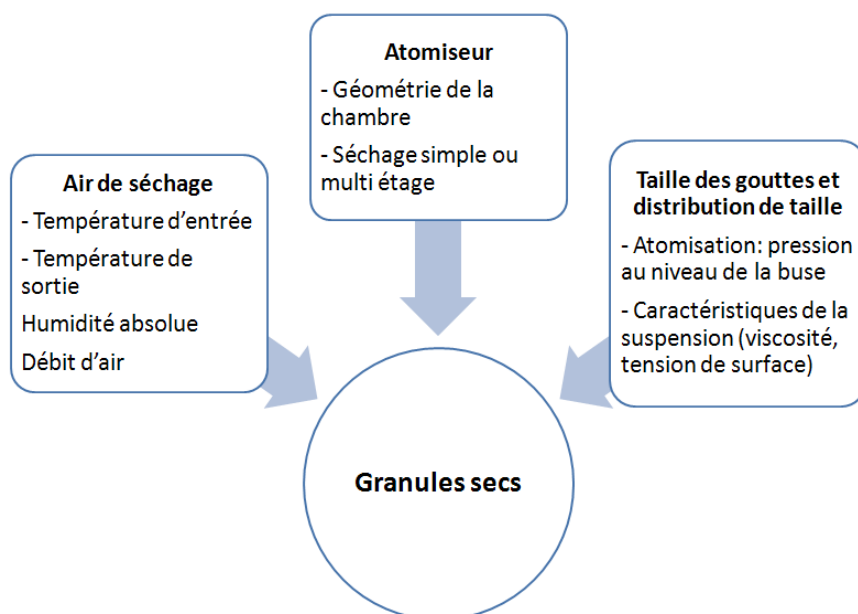 Atomiseur
- Géométrie de la
chambre
- Séchage simple ou
multi étage
Air de séchage
- Température d'entrée
- Température de
sortie
Humidité absolue
Débit d'air
Taille des gouttes et
distribution de taille
- Atomisation: pression
au niveau de la buse
- Caractéristiques de la
suspension (viscosité,
tension de surface)
Granules secs